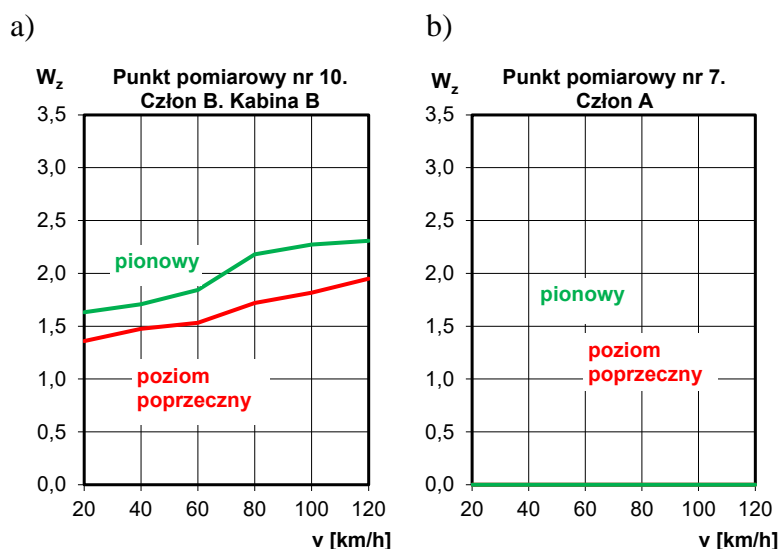 a)
W_z
Punkt pomiarowy nr 10.
Człon B. Kabina B
3,5
3,0
2,5
2,0
1,5
1,0
0,5
0,0
pionowy
poziom
poprzeczny
20 40 60 80 100 120
v [km/h]
b)
W_z
Punkt pomiarowy nr 7.
Człon A
3,5
3,0
2,5
2,0
1,5
1,0
0,5
0,0
pionowy
poziom
poprzeczny
20 40 60 80 100 120
v [km/h]